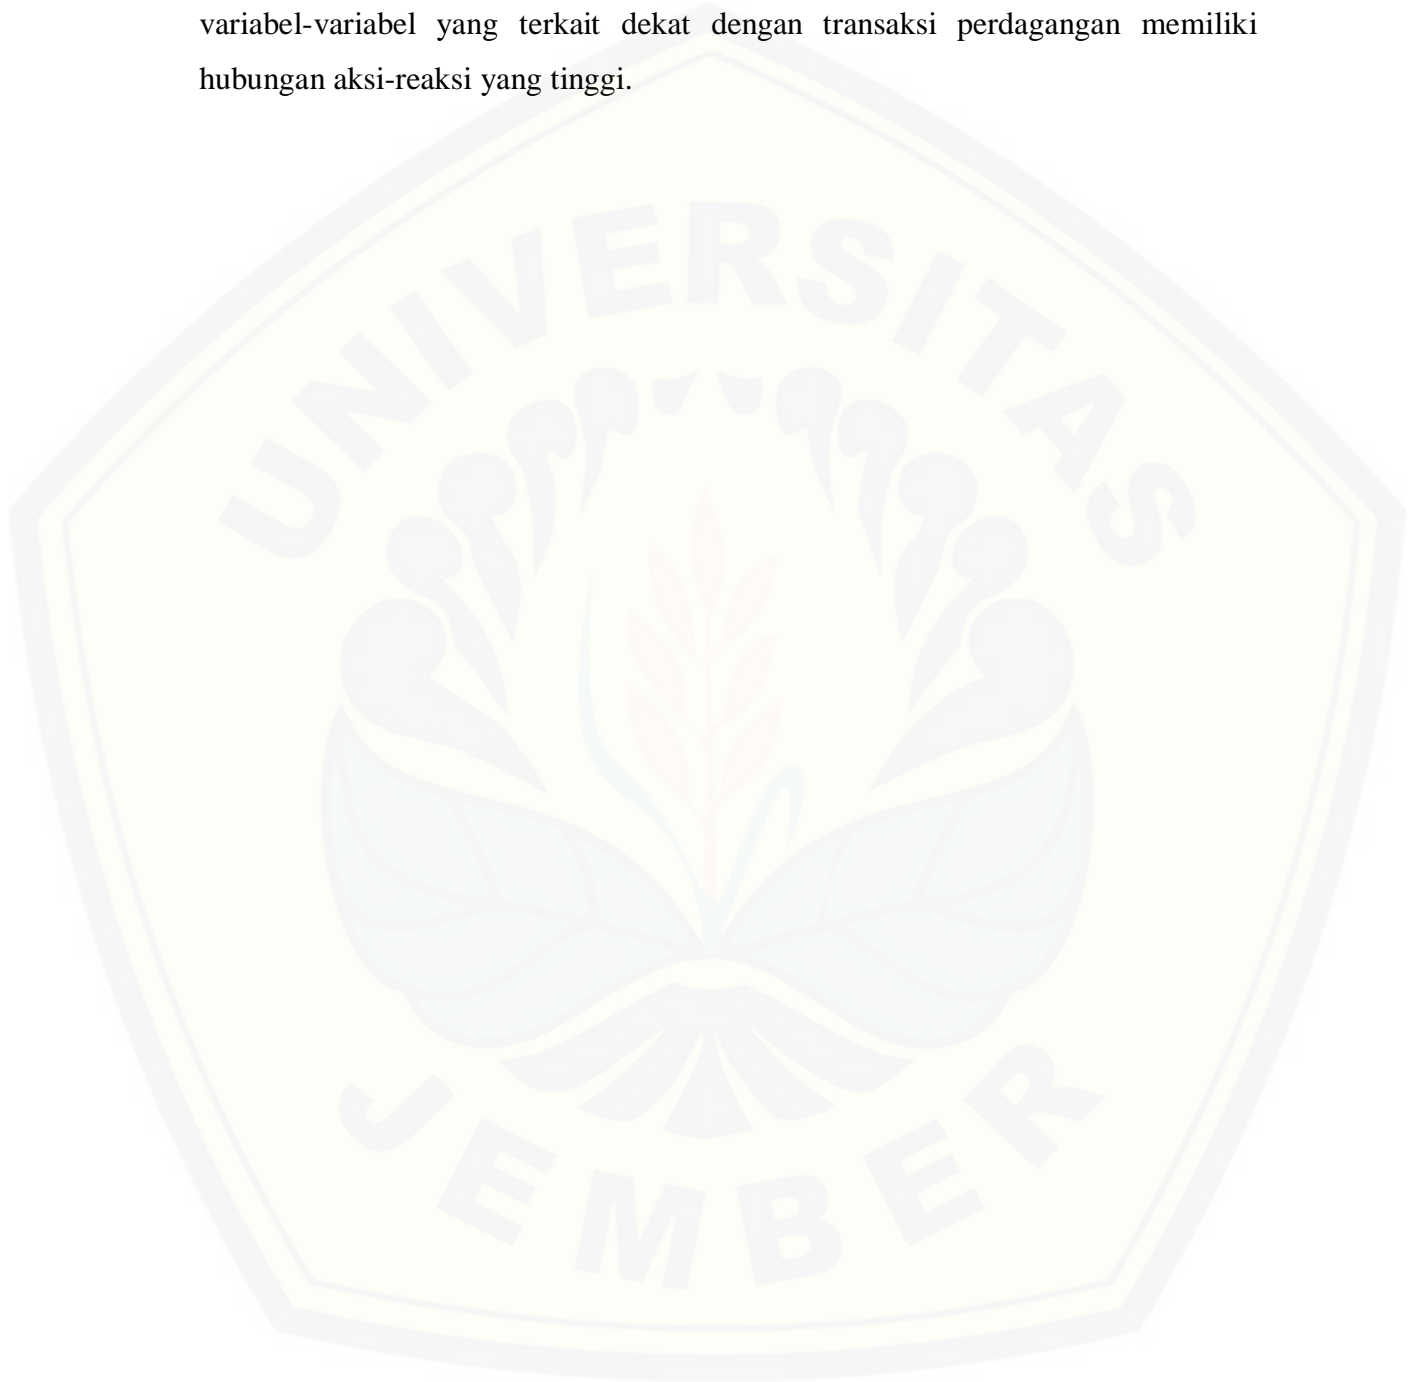 variabel-variabel yang terkait dekat dengan transaksi perdagangan memiliki
hubungan aksi-reaksi yang tinggi.
UNIVERSITAS
JEMBER